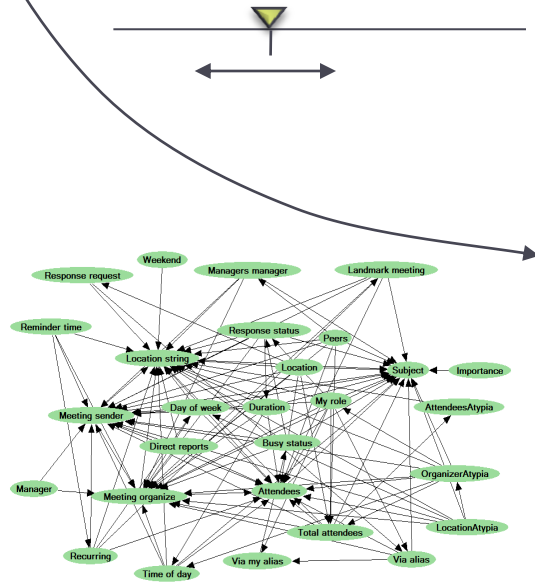 Weekend
Response request
Managers manager
Landmark meeting
Reminder time
Response status
Peers
Location string
Location
Subject
Importance
Meeting sender
Day of week
Duration
My role
AttendeesAtypia
Direct reports
Busy status
OrganizerAtypia
Manager
Meeting organize
Attendees
LocationAtypia
Total attendees
Recurring
Time of day
Via my alias
Via alias